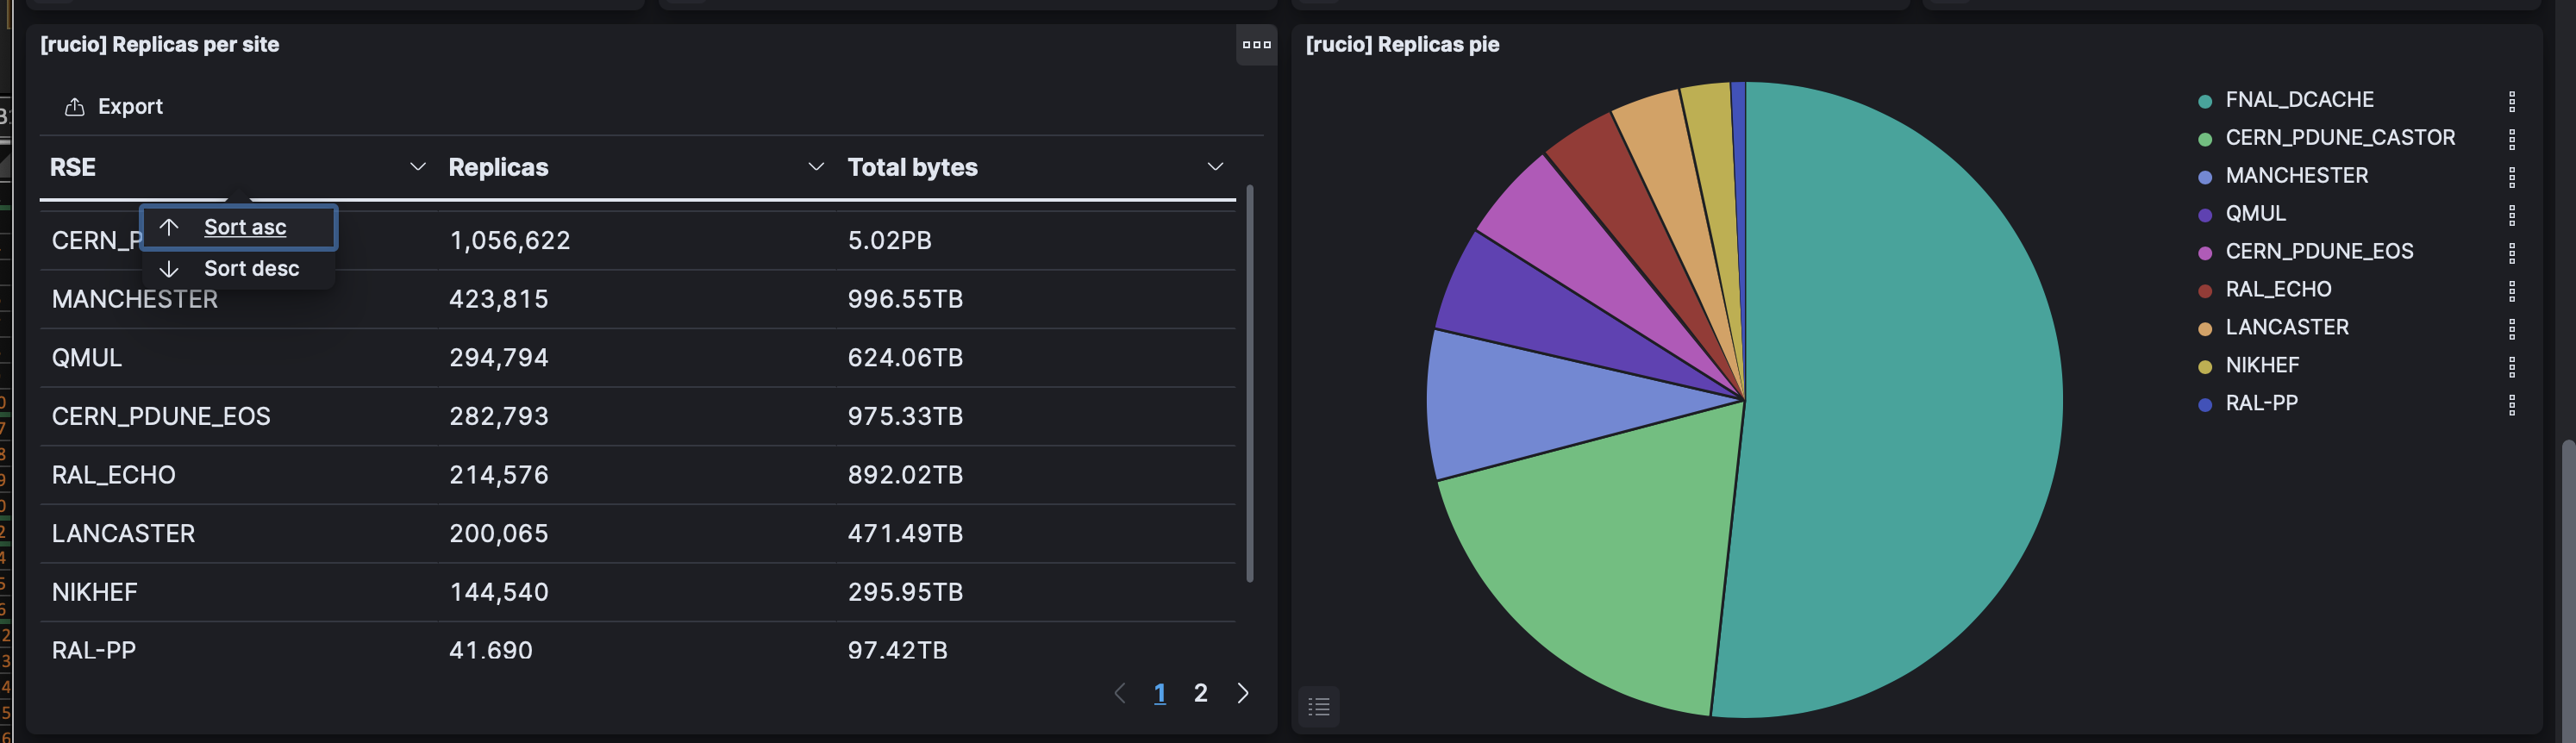 [rucio] Replicas per site
Export
RSE Replicas Total bytes
Sort asc
Sort desc
CERN_P 1,056,622 5.02PB
MANCHESTER 423,815 996.55TB
QMUL 294,794 624.06TB
CERN_PDUNE_EOS 282,793 975.33TB
RAL_ECHO 214,576 892.02TB
LANCASTER 200,065 471.49TB
NIKHEF 144,540 295.95TB
RAL-PP 41,690 97.42TB
1 2
[rucio] Replicas pie
FNAL_DCACHE
CERN_PDUNE_CASTOR
MANCHESTER
QMUL
CERN_PDUNE_EOS
RAL_ECHO
LANCASTER
NIKHEF
RAL-PP